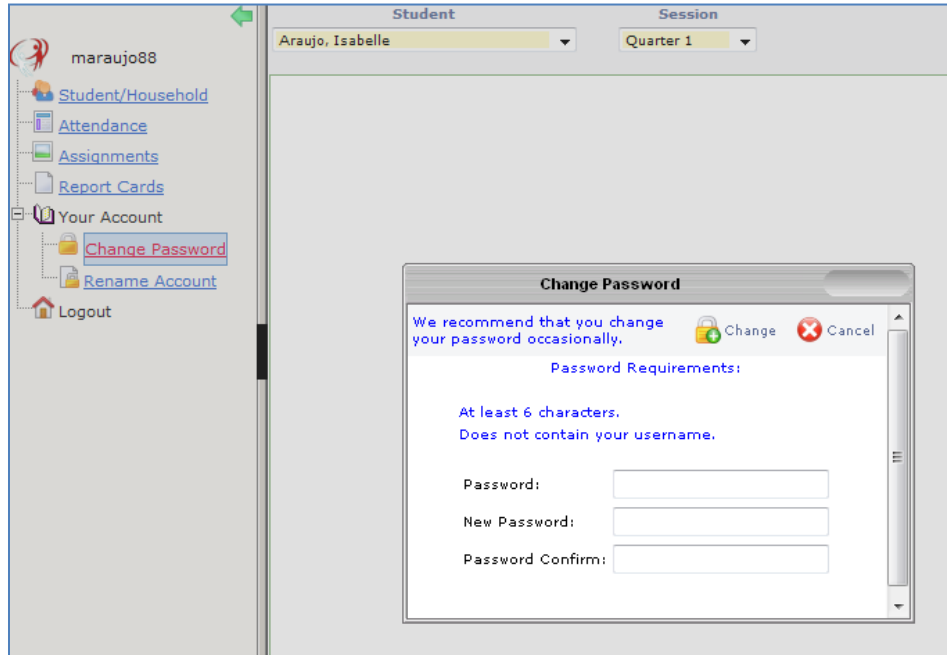 Student Session
Araujo, Isabelle Quarter 1
maraujo88
Student/Household
Attendance
Assignments
Report Cards
Your Account
Change Password
Rename Account
Logout
Change Password
We recommend that you change
your password occasionally.
Change Cancel
Password Requirements:
At least 6 characters.
Does not contain your username.
Password:
New Password:
Password Confirm: